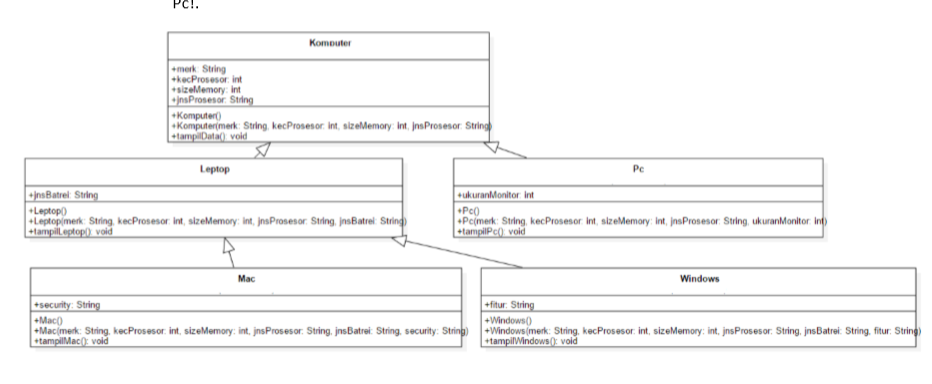 Pc!.
Komputer
+merk: String
+kecProsesor: int
+sizeMemory: int
+jnsProsesor: String
+Komputer()
+Komputer(merk: String, kecProsesor: int, sizeMemory: int, jnsProsesor: String)
+tampilData(): void
Leptop
+jnsBatrei: String
+Leptop()
+Leptop(merk: String, kecProsesor: int, sizeMemory: int, jnsProsesor: String, jnsBatrei: String)
+tampilLeptop(): void
Pc
+ukuranMonitor: int
+Pc()
+Pc(merk: String, kecProsesor: int, sizeMemory: int, jnsProsesor: String, ukuranMonitor: int)
+tampilPc(): void
Mac
+security: String
+Mac()
+Mac(merk: String, kecProsesor: int, sizeMemory: int, jnsProsesor: String, jnsBatrei: String, security: String)
+tampilMac(): void
Windows
+fitur: String
+Windows()
+Windows(merk: String, kecProsesor: int, sizeMemory: int, jnsProsesor: String, jnsBatrei: String, fitur: String)
+tampilWindows(): void